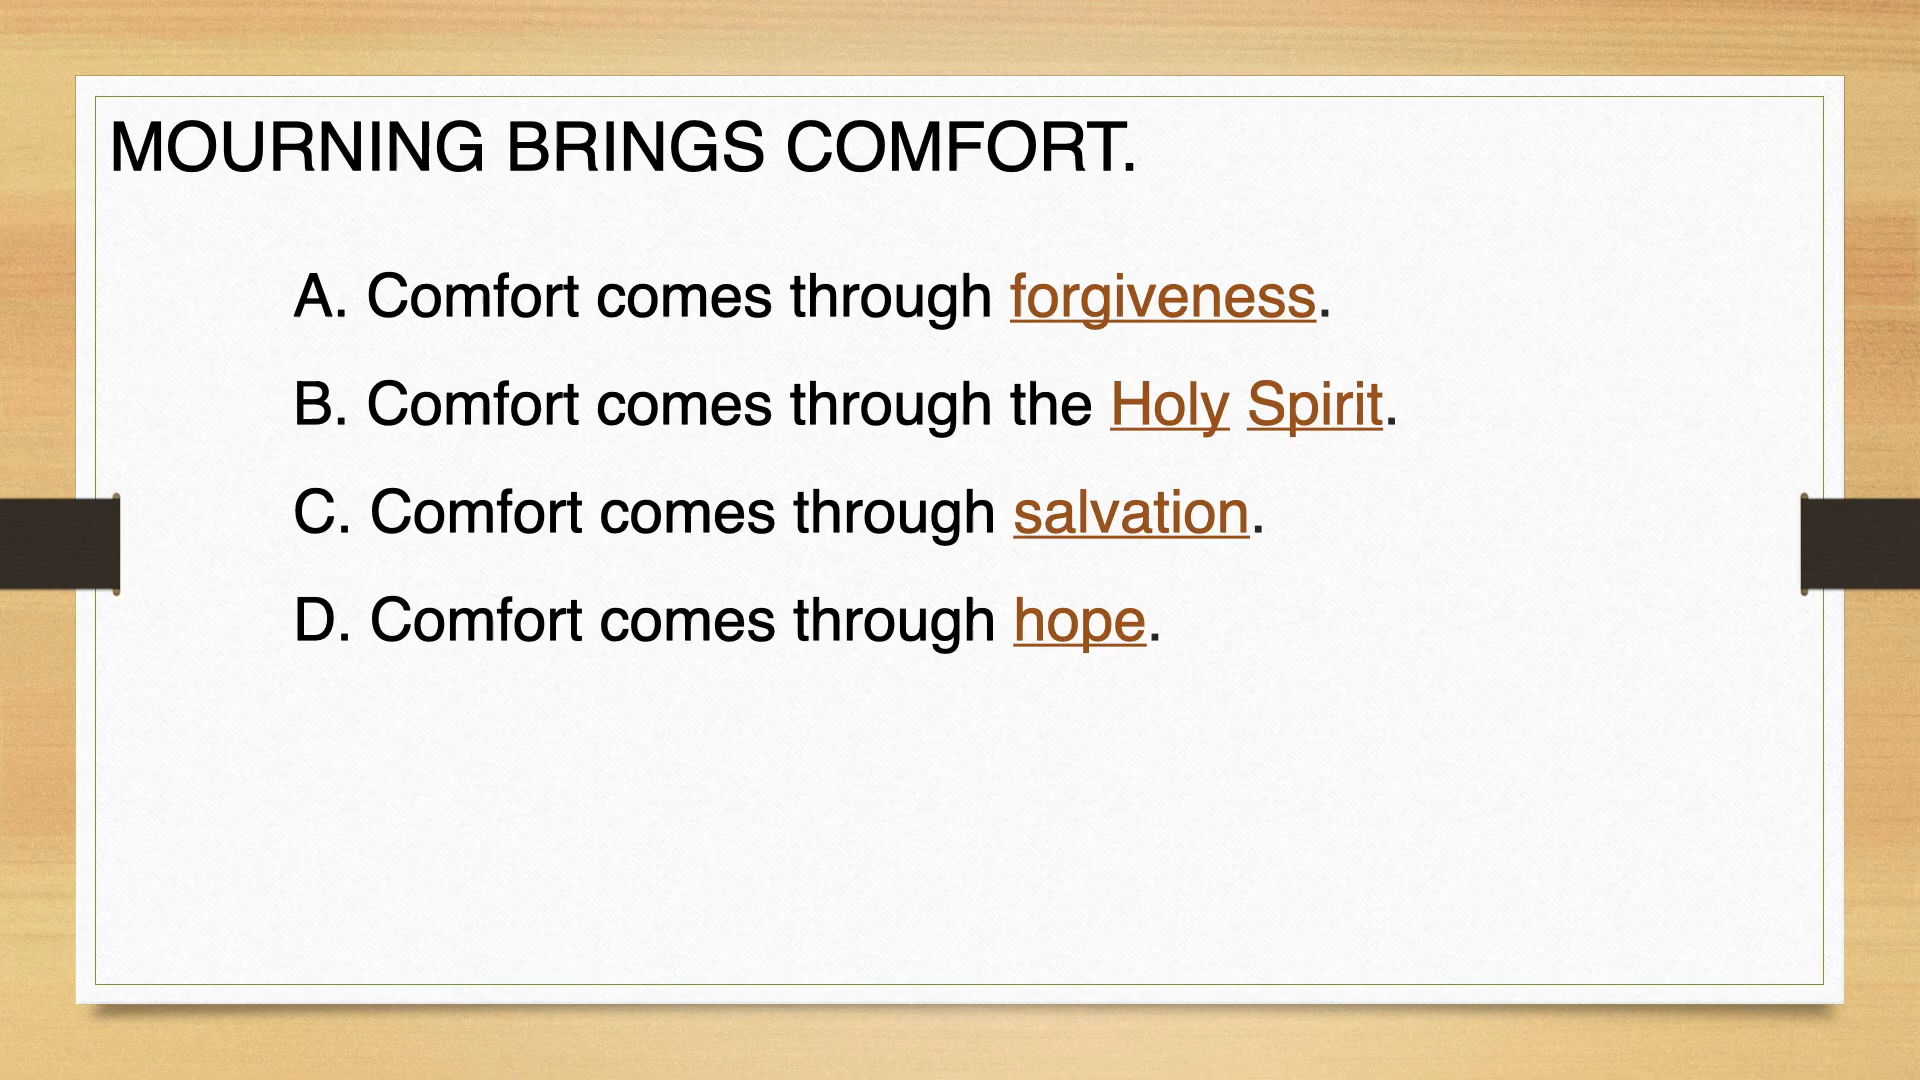 MOURNING BRINGS COMFORT.
A. Comfort comes through forgiveness.
B. Comfort comes through the Holy Spirit.
C. Comfort comes through salvation.
D. Comfort comes through hope.